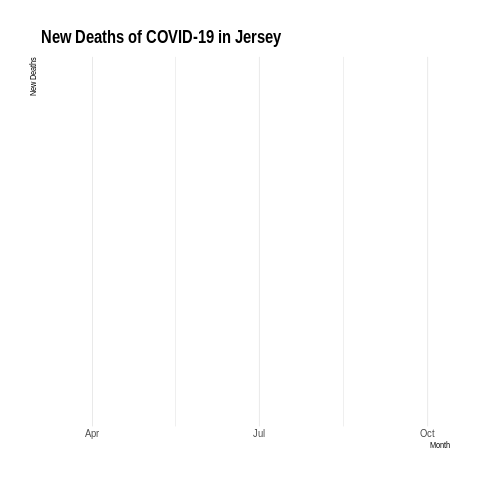 New Deaths of COVID-19 in Jersey
New Deaths
Apr
Jul
Oct
Month